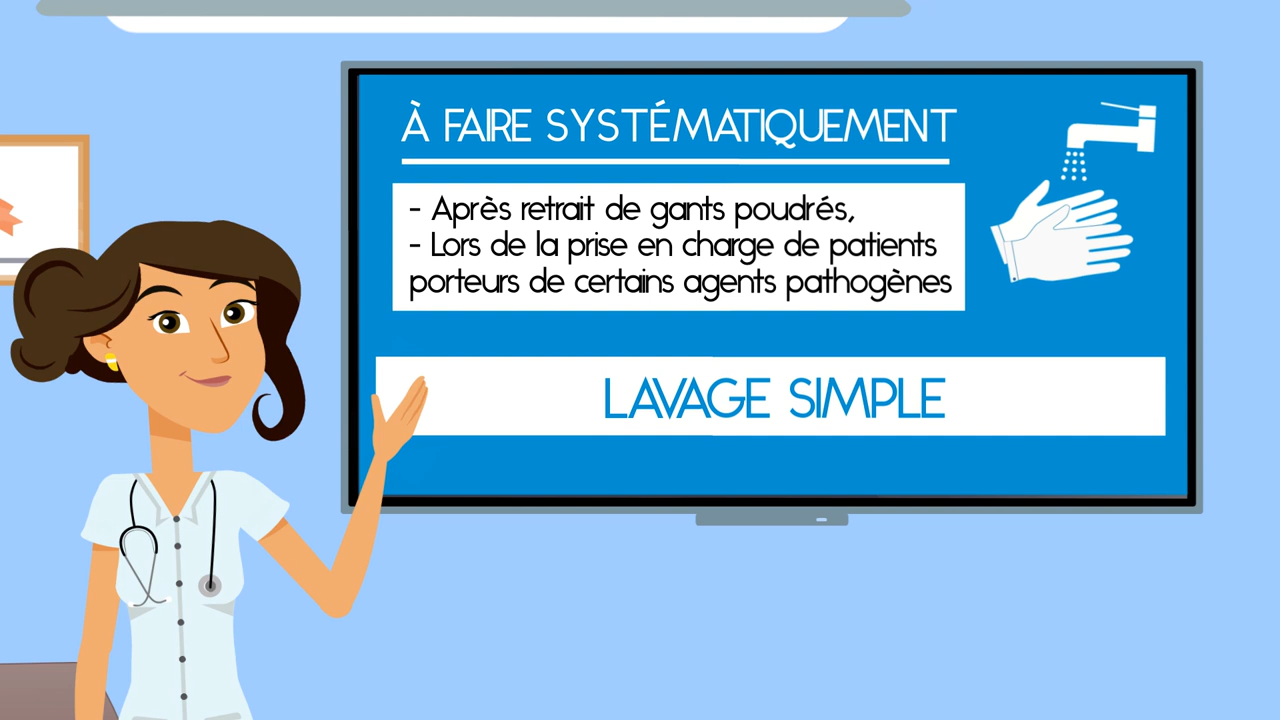 À FAIRE SYSTÉMATIQUEMENT
- Après retrait de gants poudrés,
- Lors de la prise en charge de patients
porteurs de certains agents pathogènes
LAVAGE SIMPLE